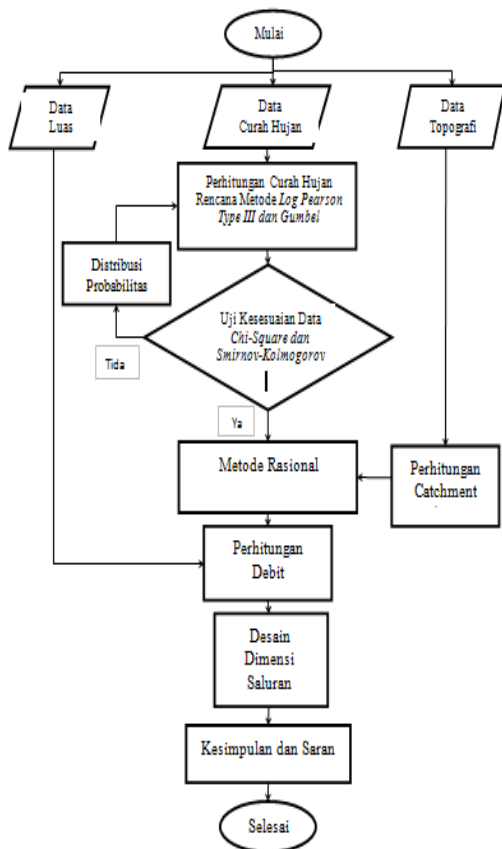 Mulai
Data
Luas
Data
Curah Hujan
Data
Topografi
Perhitungan Curah Hujan
Rencana Metode Log Pearson
Type III dan Gumbel
Distribusi
Probabilitas
Uji Kesesuaian Data
Chi-Square dan
Smirnov-Kolmogorov
Tida
Ya
Metode Rasional
Perhitungan
Catchment
Perhitungan
Debit
Desain
Dimensi
Saluran
Kesimpulan dan Saran
Selesai